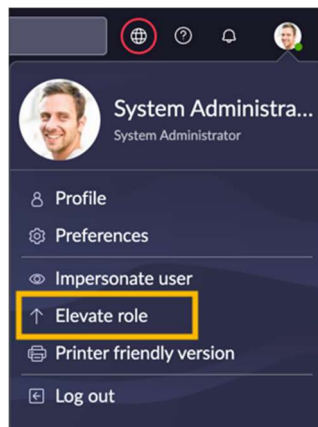 System Administra...
System Administrator
Profile
Preferences
Impersonate user
Elevate role
Printer friendly version
Log out